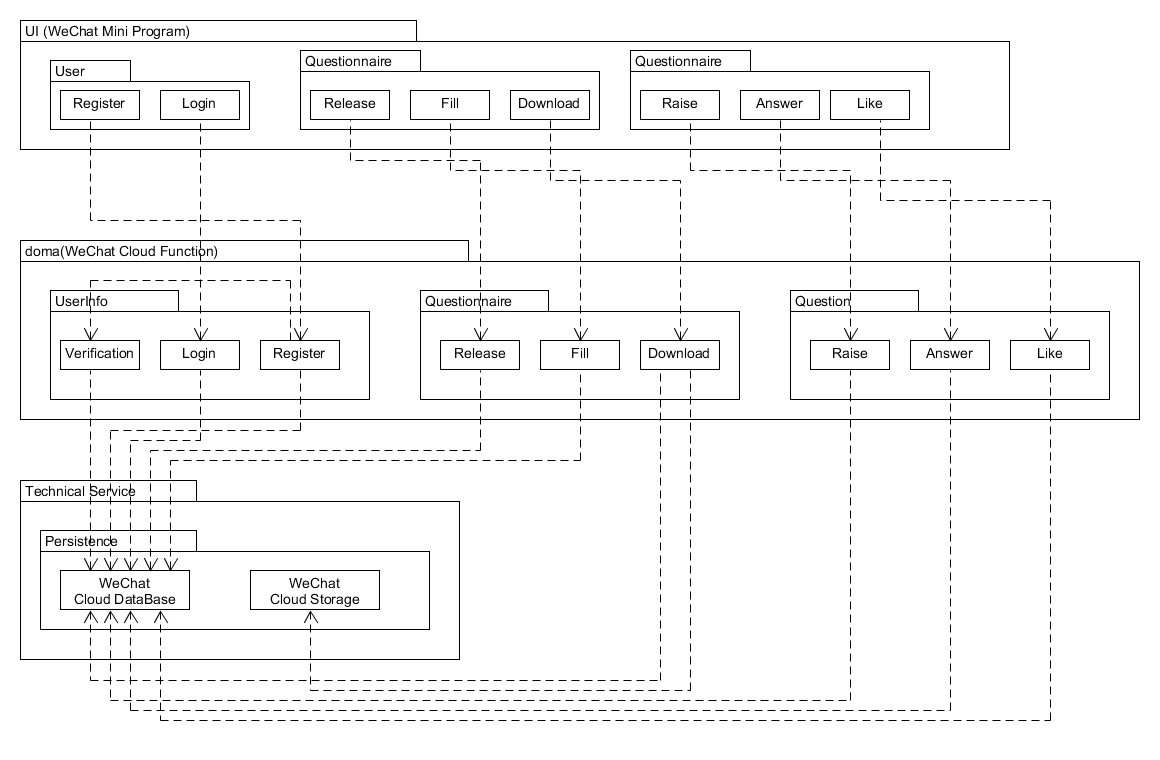 UI (WeChat Mini Program)
User
Register
Login
Questionnaire
Release
Fill
Download
Questionnaire
Raise
Answer
Like
doma(WeChat Cloud Function)
UserInfo
Verification
Login
Register
Questionnaire
Release
Fill
Download
Question
Raise
Answer
Like
Technical Service
Persistence
WeChat
Cloud DataBase
WeChat
Cloud Storage